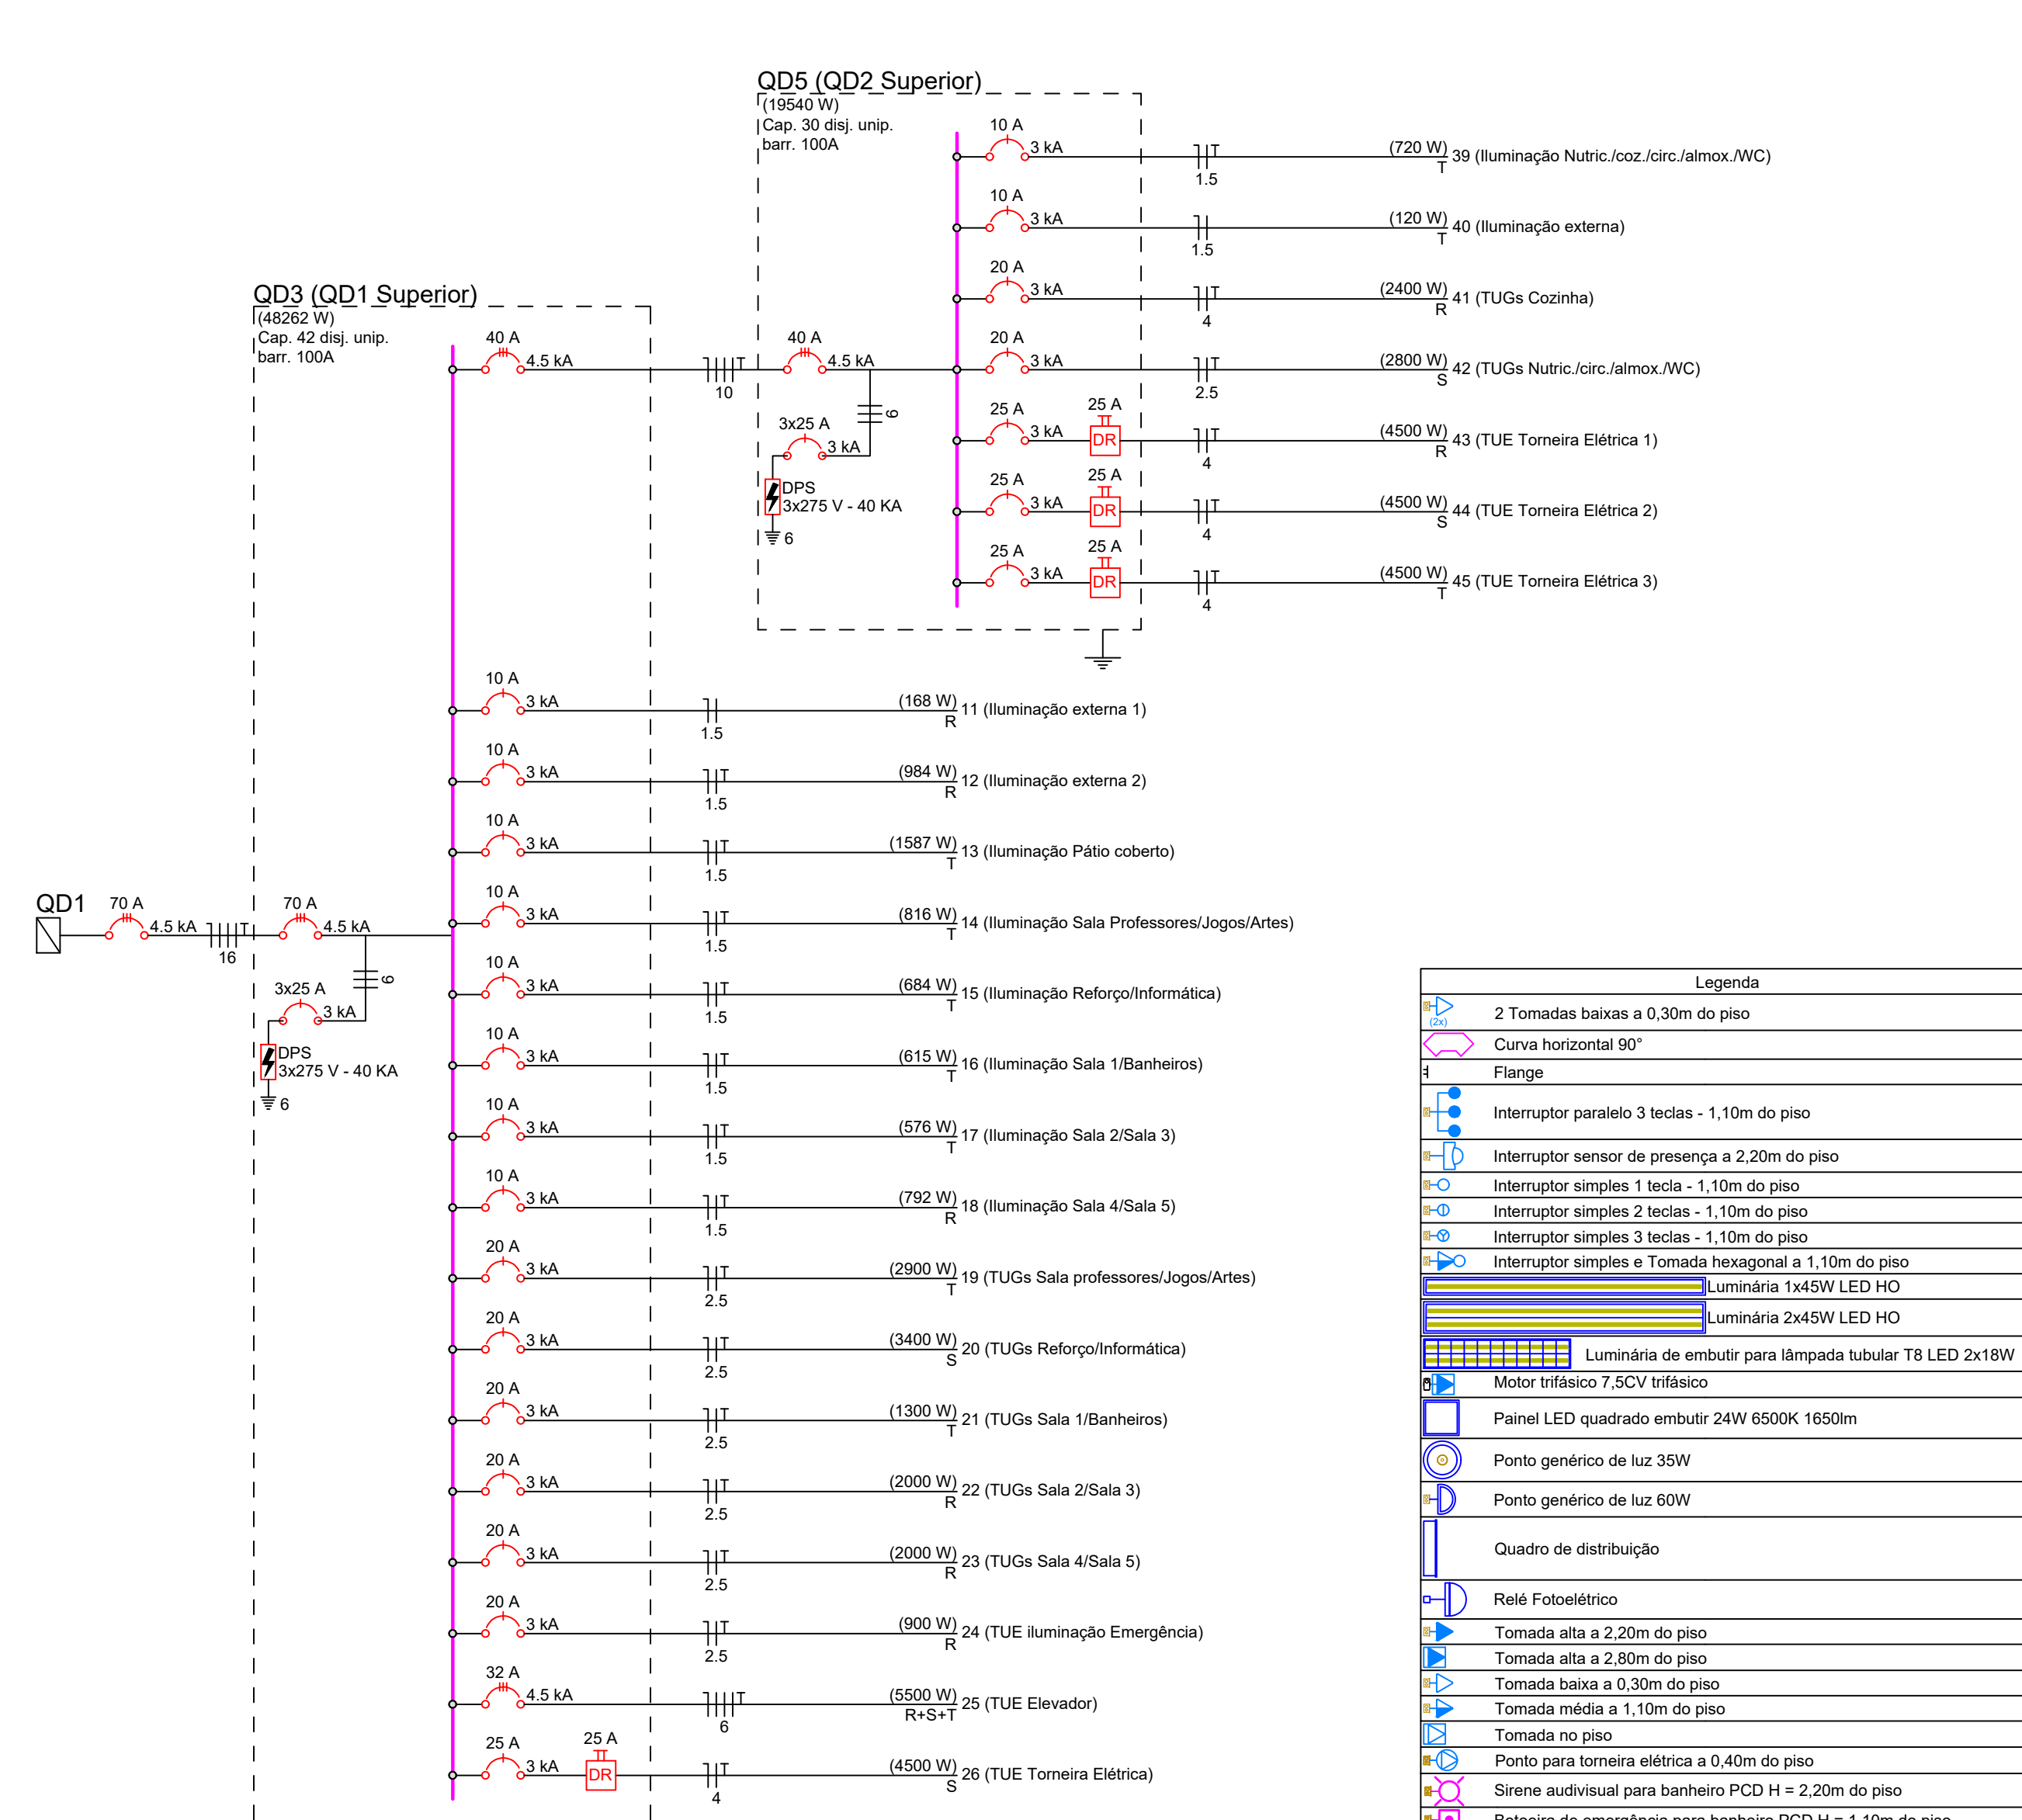 QD5 (QD2 Superior)
(19540 W)
Cap. 30 disj. unip.
barr. 100A
10 A
3 kA
T
1.5
(720 W)
T
39 (Iluminação Nutric./coz./circ./almox./WC)
10 A
3 kA
1.5
(120 W)
T
40 (Iluminação externa)
20 A
3 kA
T
4
(2400 W)
R
41 (TUGs Cozinha)
20 A
3 kA
T
2.5
(2800 W)
S
42 (TUGs Nutric./circ./almox./WC)
25 A
3 kA
25 A
DR
T
4
(4500 W)
R
43 (TUE Torneira Elétrica 1)
25 A
3 kA
25 A
DR
T
4
(4500 W)
S
44 (TUE Torneira Elétrica 2)
25 A
3 kA
25 A
DR
T
4
(4500 W)
T
45 (TUE Torneira Elétrica 3)
40 A
4.5 kA
6
3x25 A
3 kA
DPS
3x275 V - 40 KA
6
QD3 (QD1 Superior)
(48262 W)
Cap. 42 disj. unip.
barr. 100A
40 A
4.5 kA
T
10
10 A
3 kA
1.5
(168 W)
R
11 (Iluminação externa 1)
10 A
3 kA
T
1.5
(984 W)
R
12 (Iluminação externa 2)
10 A
3 kA
T
1.5
(1587 W)
T
13 (Iluminação Pátio coberto)
10 A
3 kA
T
1.5
(816 W)
T
14 (Iluminação Sala Professores/Jogos/Artes)
10 A
3 kA
T
1.5
(684 W)
T
15 (Iluminação Reforço/Informática)
10 A
3 kA
T
1.5
(615 W)
T
16 (Iluminação Sala 1/Banheiros)
10 A
3 kA
T
1.5
(576 W)
T
17 (Iluminação Sala 2/Sala 3)
10 A
3 kA
T
1.5
(792 W)
R
18 (Iluminação Sala 4/Sala 5)
20 A
3 kA
T
2.5
(2900 W)
T
19 (TUGs Sala professores/Jogos/Artes)
20 A
3 kA
T
2.5
(3400 W)
S
20 (TUGs Reforço/Informática)
20 A
3 kA
T
2.5
(1300 W)
T
21 (TUGs Sala 1/Banheiros)
20 A
3 kA
T
2.5
(2000 W)
R
22 (TUGs Sala 2/Sala 3)
20 A
3 kA
T
2.5
(2000 W)
R
23 (TUGs Sala 4/Sala 5)
20 A
3 kA
T
2.5
(900 W)
R
24 (TUE iluminação Emergência)
32 A
4.5 kA
T
6
(5500 W)
R+S+T
25 (TUE Elevador)
25 A
3 kA
25 A
DR
T
4
(4500 W)
S
26 (TUE Torneira Elétrica)
QD1
70 A
4.5 kA
T
16
70 A
4.5 kA
6
3x25 A
3 kA
DPS
3x275 V - 40 KA
6
Legenda
(2x)
2 Tomadas baixas a 0,30m do piso
Curva horizontal 90°
Flange
Interruptor paralelo 3 teclas - 1,10m do piso
Interruptor sensor de presença a 2,20m do piso
Interruptor simples 1 tecla - 1,10m do piso
Interruptor simples 2 teclas - 1,10m do piso
Interruptor simples 3 teclas - 1,10m do piso
Interruptor simples e Tomada hexagonal a 1,10m do piso
Luminária 1x45W LED HO
Luminária 2x45W LED HO
Luminária de embutir para lâmpada tubular T8 LED 2x18W
Motor trifásico 7,5CV trifásico
Painel LED quadrado embutir 24W 6500K 1650lm
Ponto genérico de luz 35W
Ponto genérico de luz 60W
Quadro de distribuição
Relé Fotoelétrico
Tomada alta a 2,20m do piso
Tomada alta a 2,80m do piso
Tomada baixa a 0,30m do piso
Tomada média a 1,10m do piso
Tomada no piso
Ponto para torneira elétrica a 0,40m do piso
Sirene audivisual para banheiro PCD H = 2,20m do piso
Botoeira de emergência para banheiro PCD H = 1,10m do piso